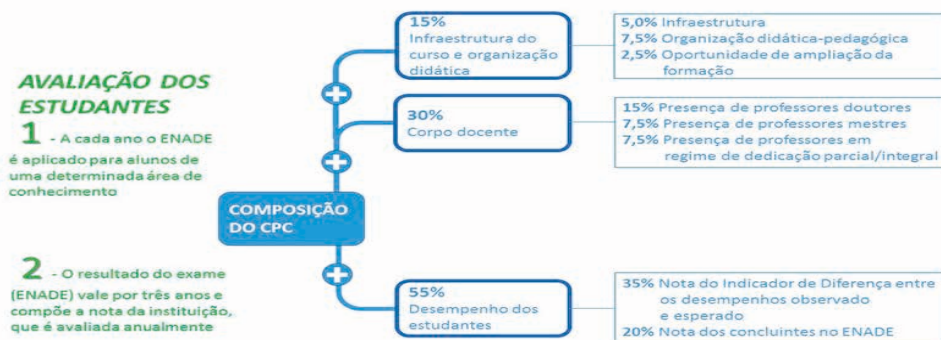 AVALIAÇÃO DOS
ESTUDANTES
1 - A cada ano o ENADE
é aplicado para alunos de
uma determinada área de
conhecimento
2 - O resultado do exame
(ENADE) vale por três anos e
compõe a nota da instituição,
que é avaliada anualmente
COMPOSIÇÃO
DO CPC
15%
Infraestrutura do
curso e organização
didática
5,0% Infraestrutura
7,5% Organização didática-pedagógica
2,5% Oportunidade de ampliação da
formação
30%
Corpo docente
15% Presença de professores doutores
7,5% Presença de professores mestres
7,5% Presença de professores em
regime de dedicação parcial/integral
55%
Desempenho dos
estudantes
35% Nota do Indicador de Diferença entre
os desempenhos observado
e esperado
20% Nota dos concluintes no ENADE